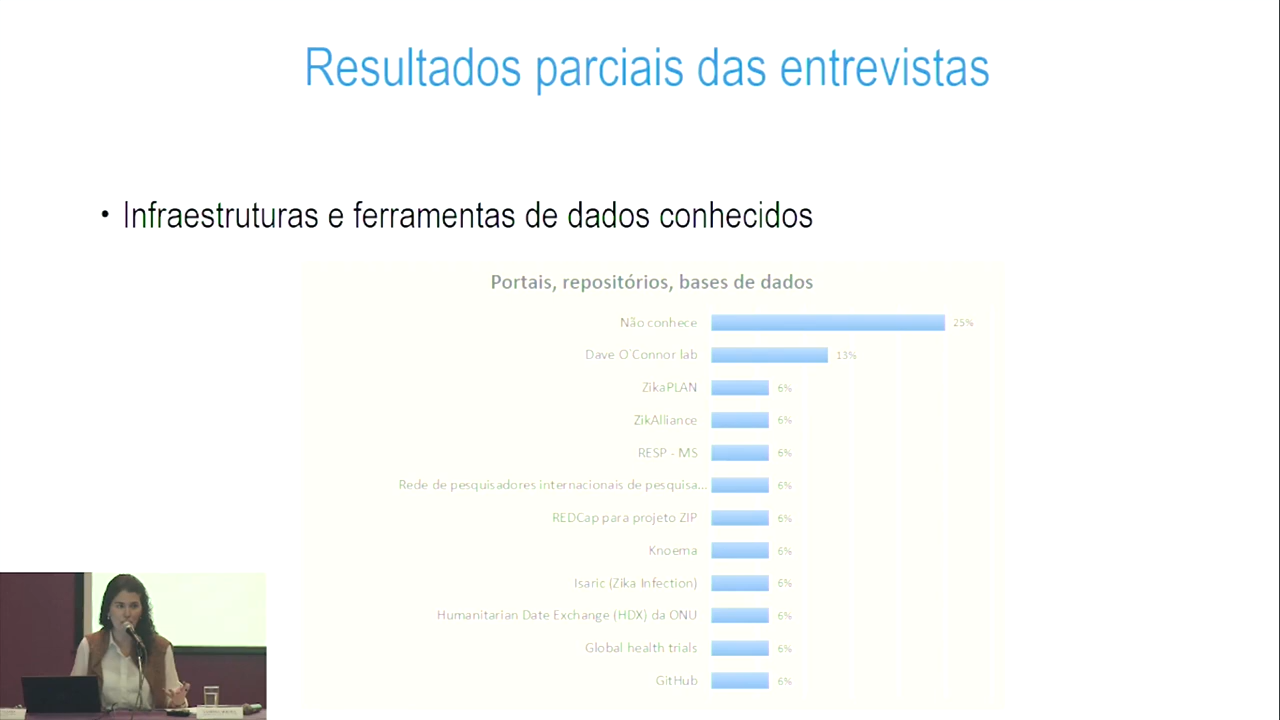 Resultados parciais das entrevistas
• Infraestruturas e ferramentas de dados conhecidos
Portais, repositórios, bases de dados
Não conhece 25%
Dave O'Connor lab 13%
ZikaPLAN 6%
ZikAlliance 6%
RESP - MS 6%
Rede de pesquisadores internacionais de pesquisa... 6%
REDCap para projeto ZIP 6%
Knoema 6%
Isaric (Zika Infection) 6%
Humanitarian Date Exchange (HDX) da ONU 6%
Global health trials 6%
GitHub 6%